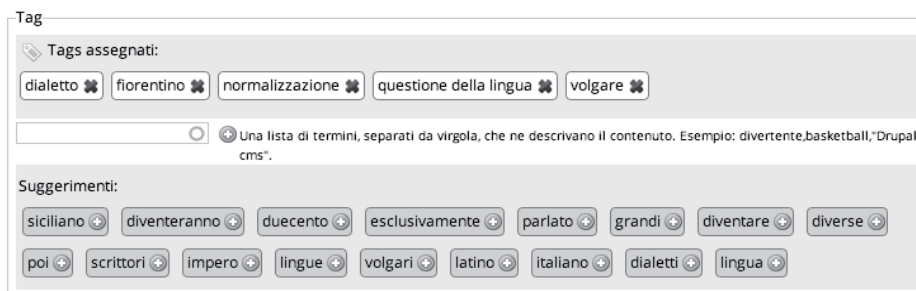 Tag
Tags assegnati:
dialetto fiorentino normalizzazione questione della lingua volgare
Una lista di termini, separati da virgola, che ne descrivano il contenuto. Esempio: divertente,basketball,"Drupal
cms".
Suggerimenti:
siciliano diventeranno duecento esclusivamente parlato grandi diventare diverse
poi scrittori impero lingue volgari latino italiano dialetti lingua